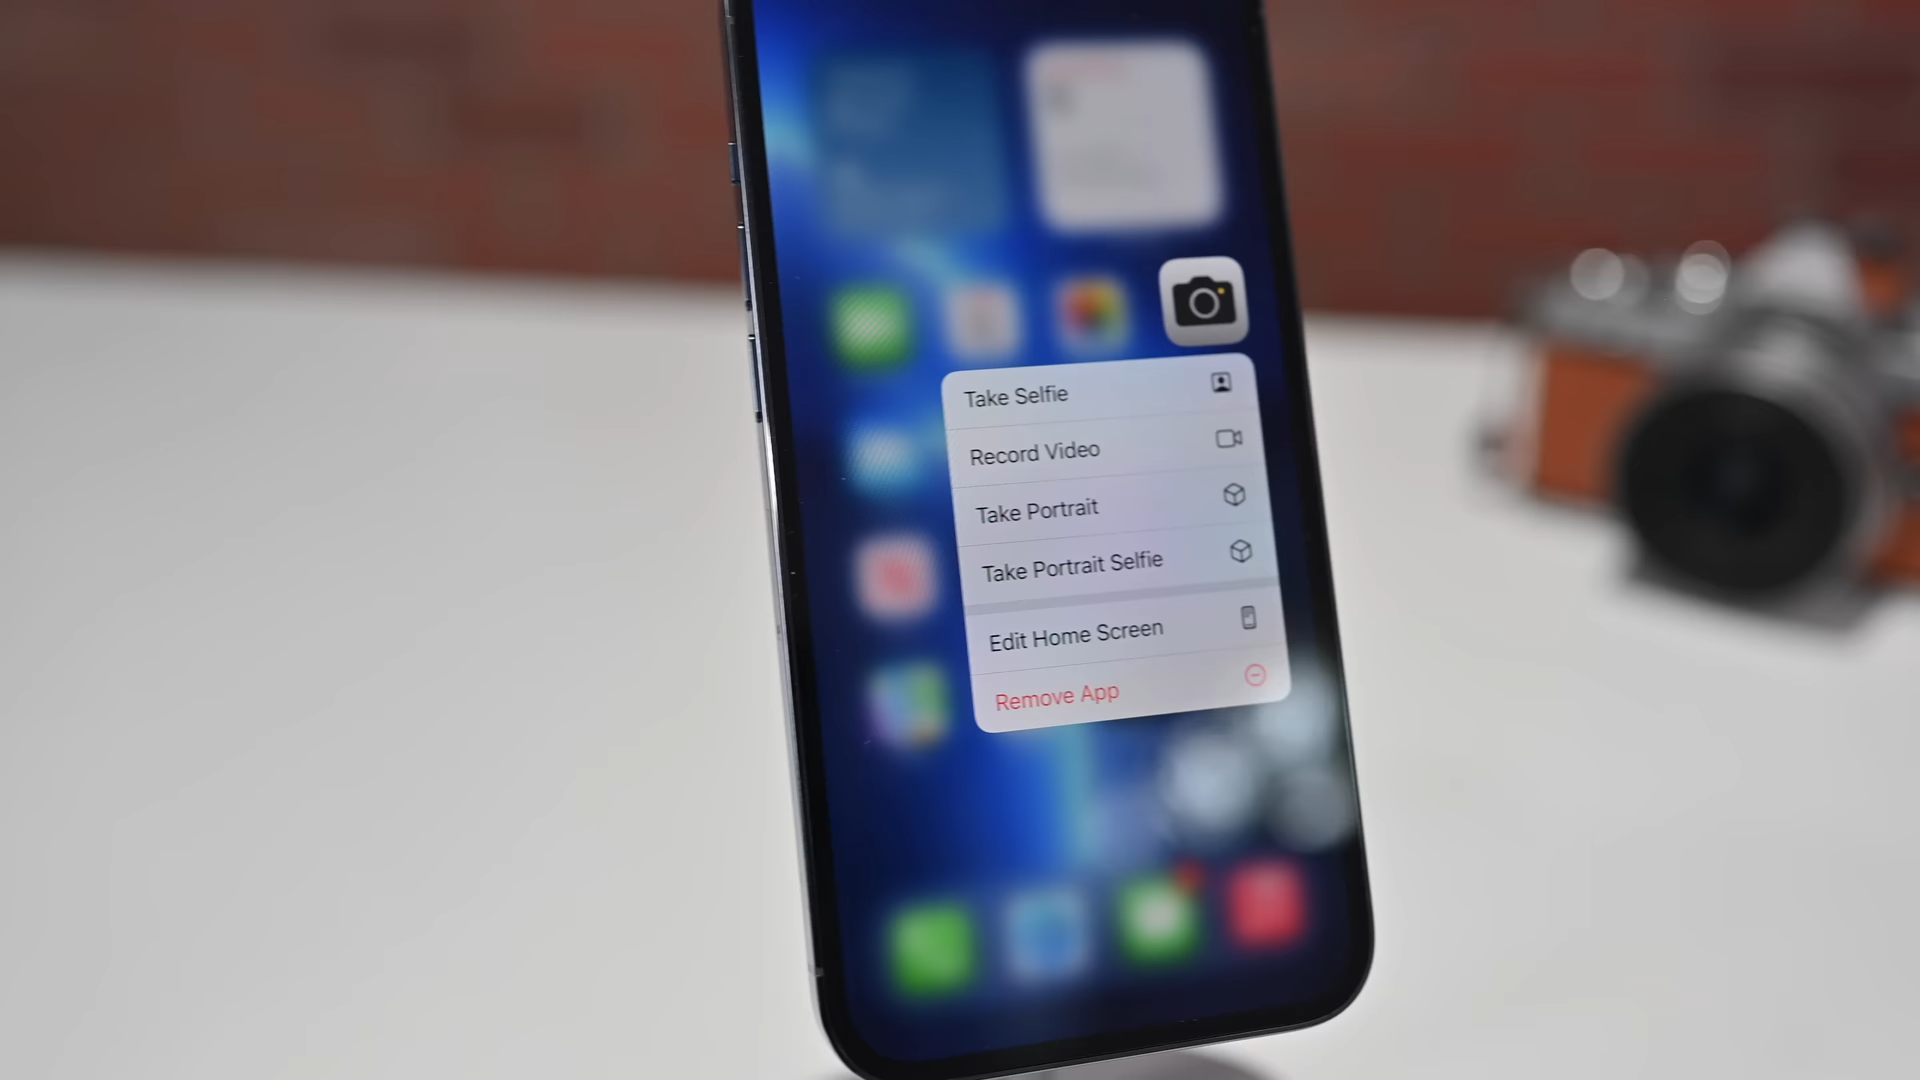 Take Selfie
Record Video
Take Portrait
Take Portrait Selfie
Edit Home Screen
Remove App